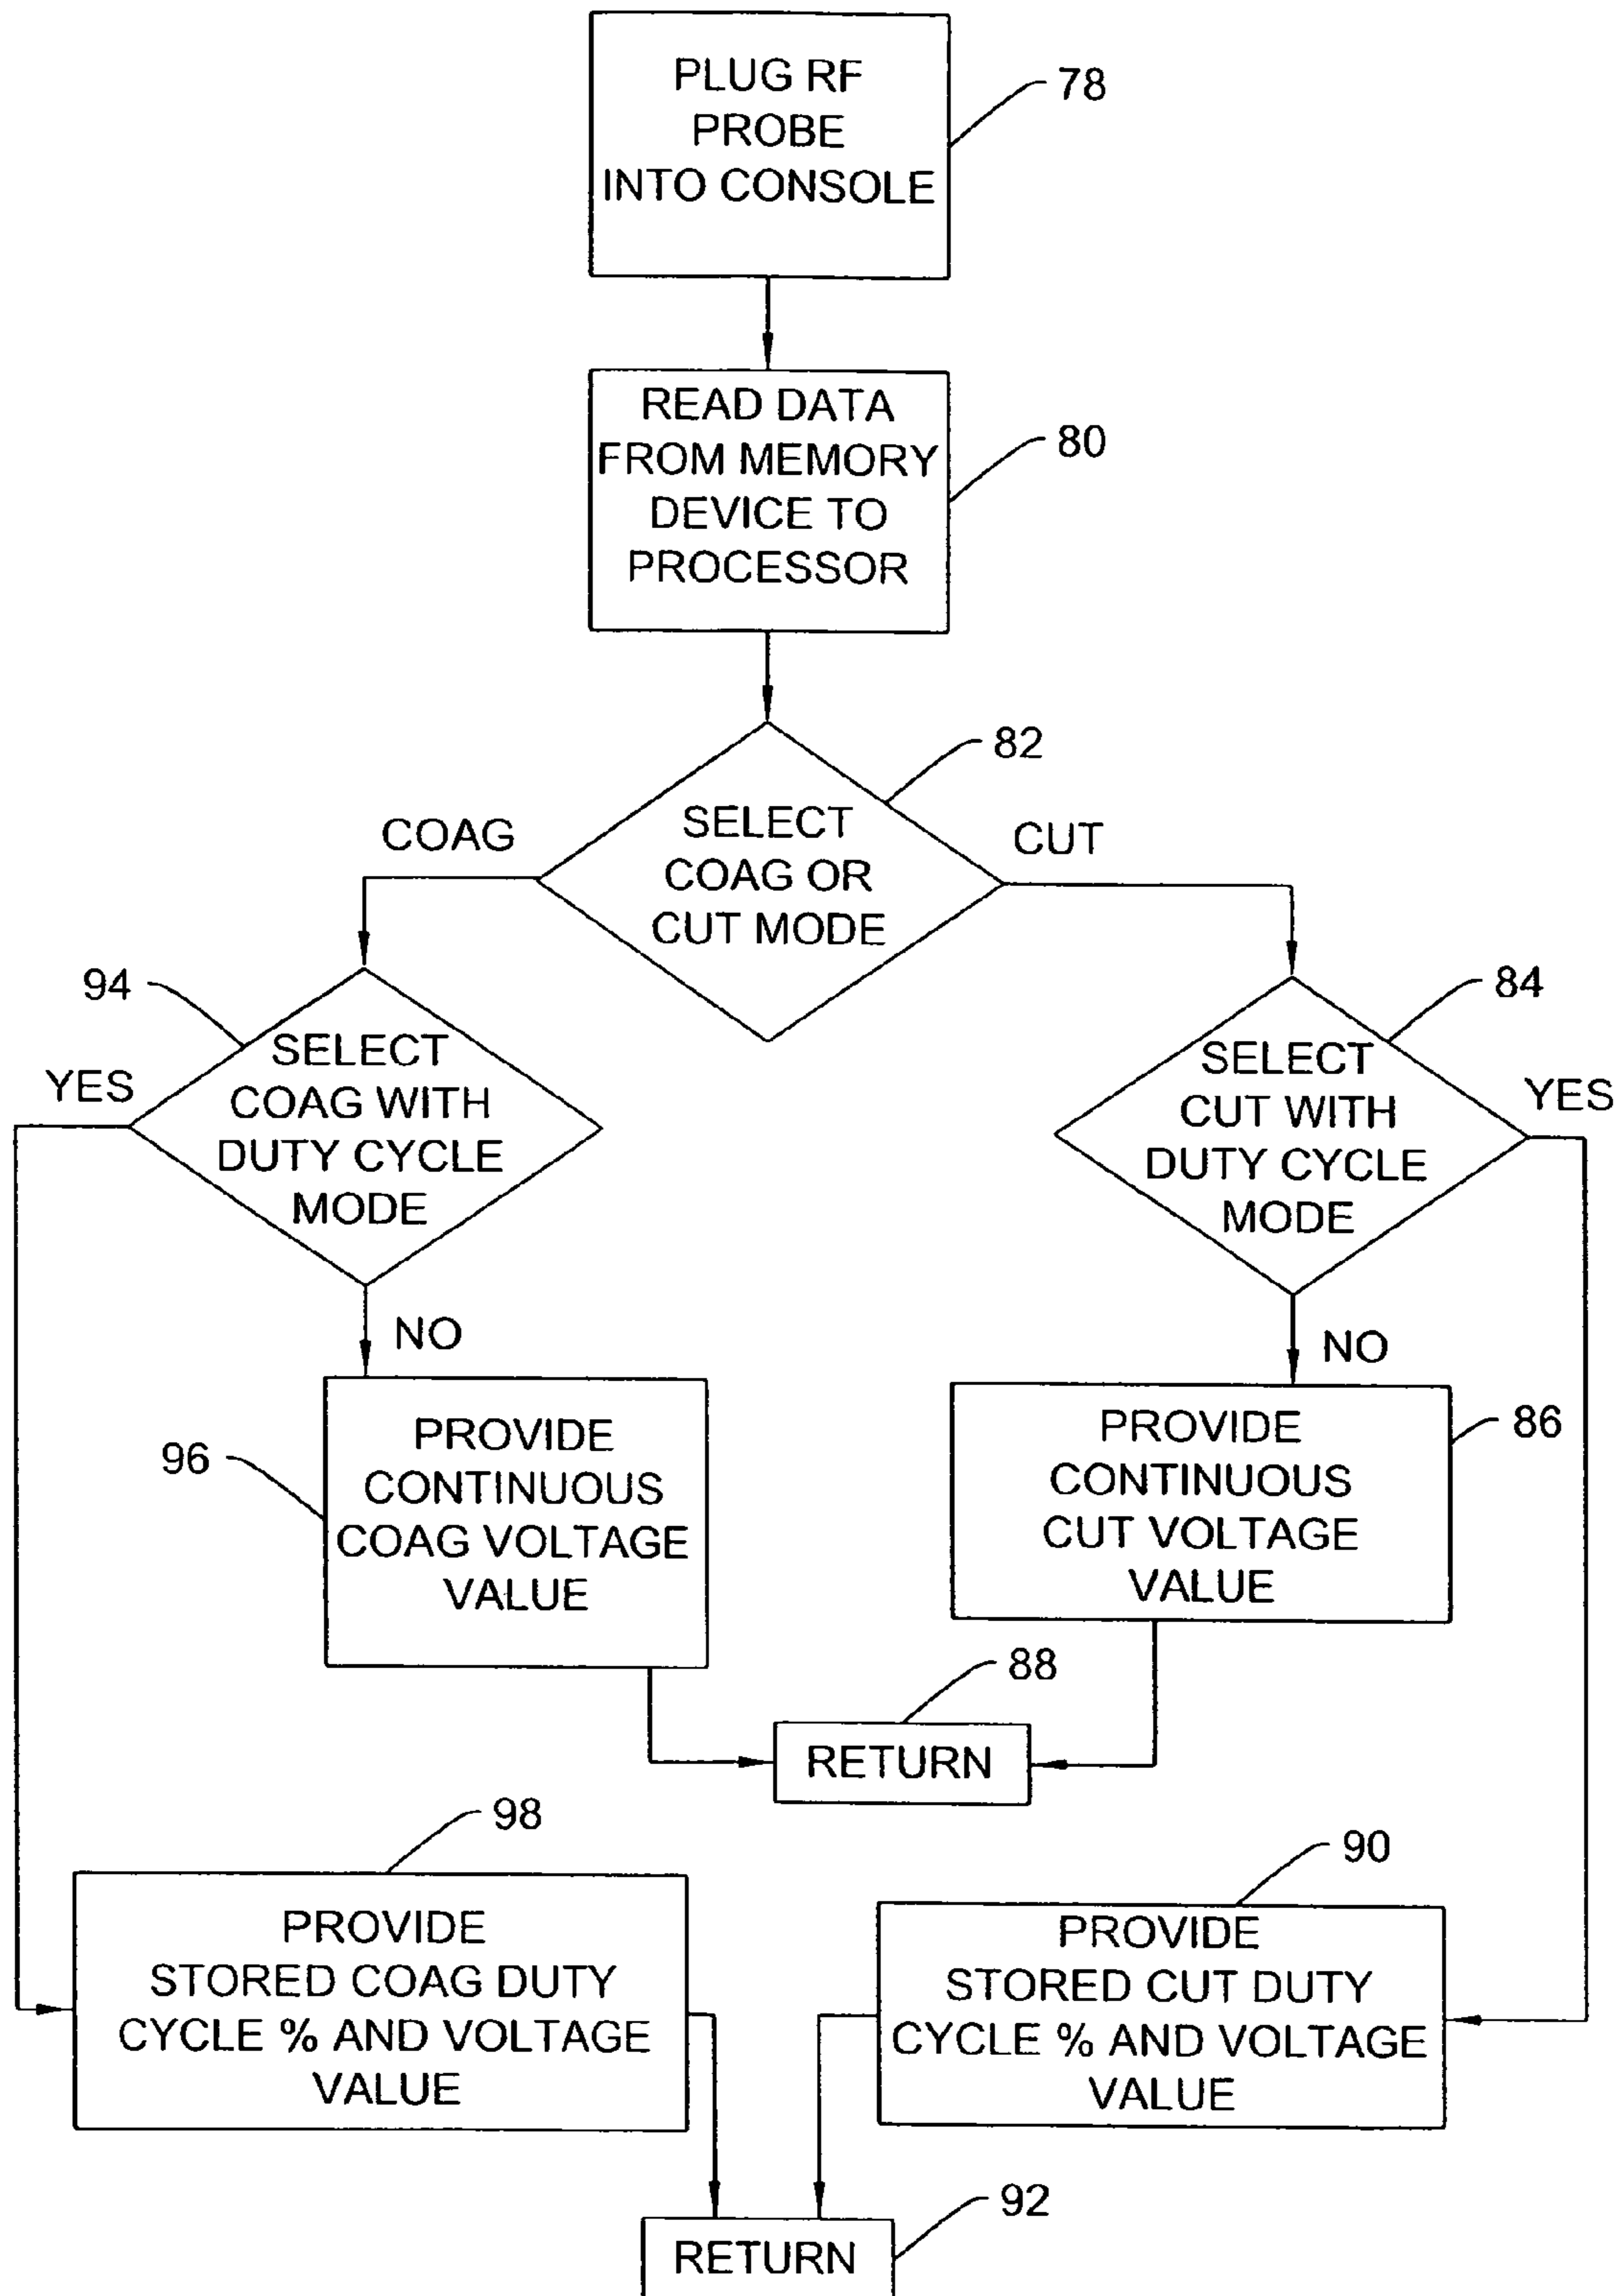 PLUG RF
PROBE
INTO CONSOLE
78
READ DATA
FROM MEMORY
DEVICE TO
PROCESSOR
80
82
SELECT
COAG OR
CUT MODE
COAG
CUT
94
SELECT
COAG WITH
DUTY CYCLE
MODE
YES
NO
84
SELECT
CUT WITH
DUTY CYCLE
MODE
YES
NO
96
PROVIDE
CONTINUOUS
COAG VOLTAGE
VALUE
86
PROVIDE
CONTINUOUS
CUT VOLTAGE
VALUE
88
RETURN
98
PROVIDE
STORED COAG DUTY
CYCLE % AND VOLTAGE
VALUE
90
PROVIDE
STORED CUT DUTY
CYCLE % AND VOLTAGE
VALUE
92
RETURN